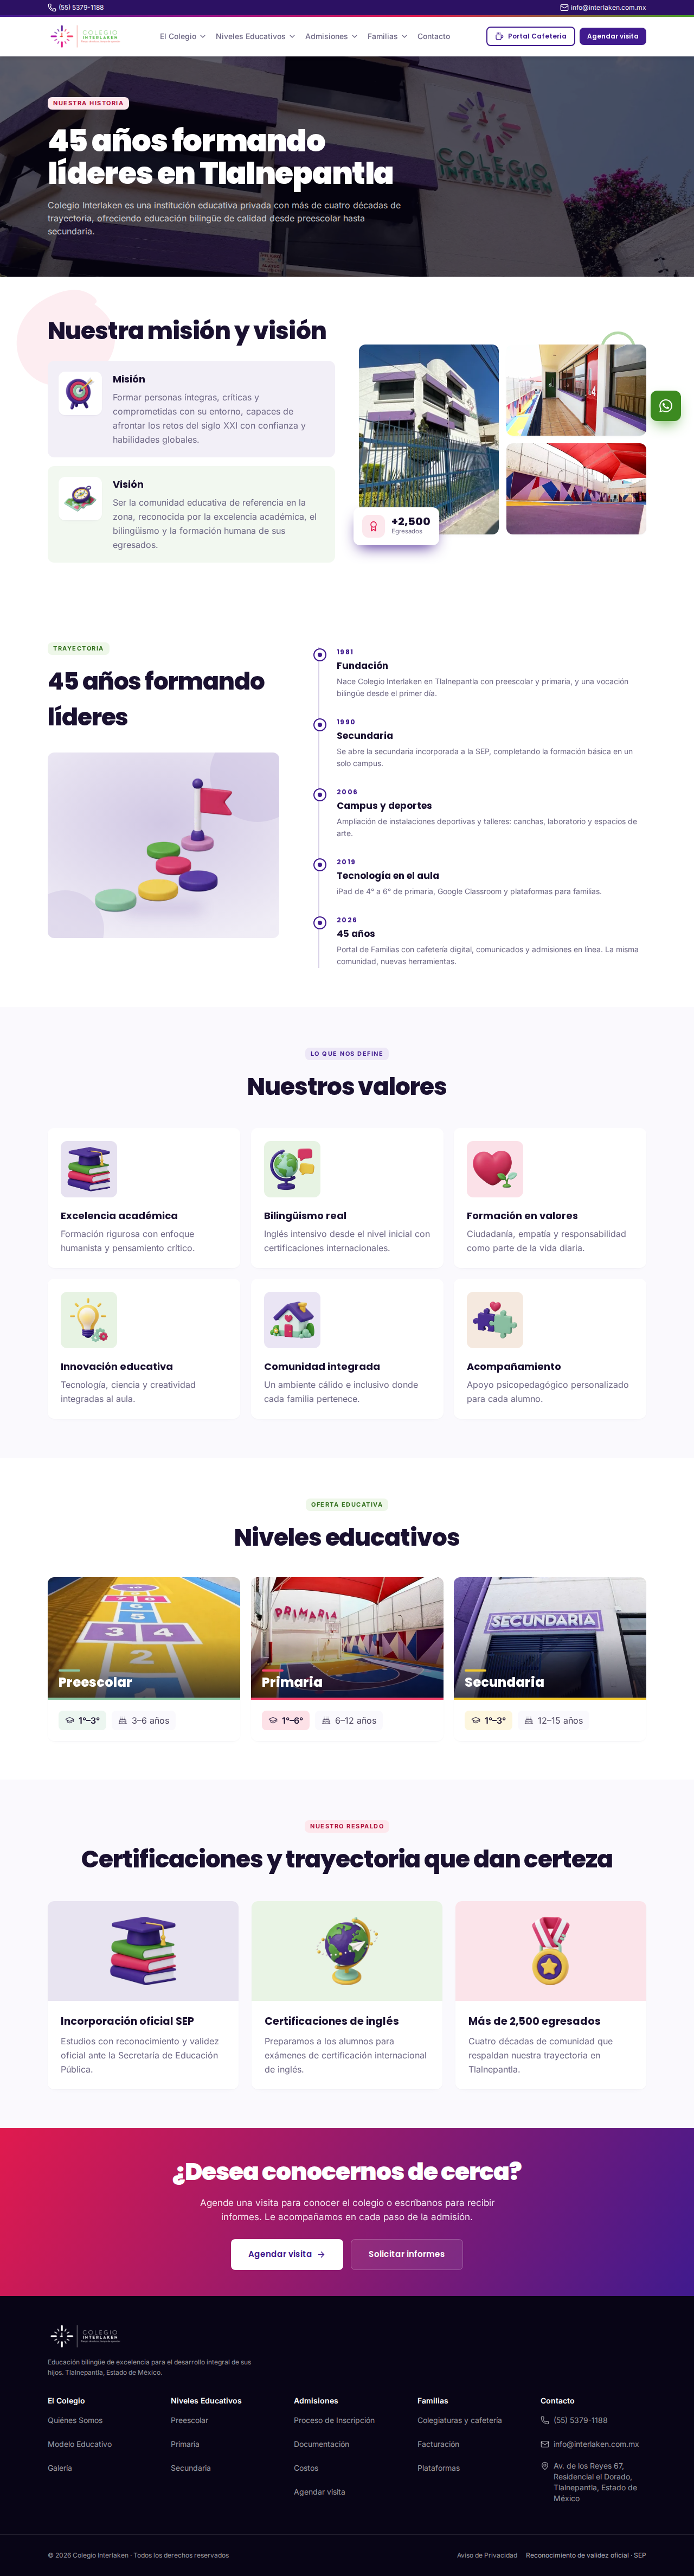 (55) 5379-1188
info@interlaken.com.mx
COLEGIO
INTERLAKEN
El Colegio
Niveles Educativos
Admisiones
Familias
Contacto
Portal Cafetería
Agendar visita
NUESTRA HISTORIA
45 años formando
líderes en Tlalnepantla
Colegio Interlaken es una institución educativa privada con más de cuatro décadas de
trayectoria, ofreciendo educación bilingüe de calidad desde preescolar hasta
secundaria.
COLEGIO
INTERLAKEN
Nuestra misión y visión
Misión
Formar personas íntegras, críticas y
comprometidas con su entorno, capaces de
afrontar los retos del siglo XXI con confianza y
habilidades globales.
Visión
Ser la comunidad educativa de referencia en la
zona, reconocida por la excelencia académica, el
bilingüismo y la formación humana de sus
egresados.
4
+2,500
Egresados
TRAYECTORIA
45 años formando
líderes
1981
Fundación
Nace Colegio Interlaken en Tlalnepantla con preescolar y primaria, y una vocación
bilingüe desde el primer día.
1990
Secundaria
Se abre la secundaria incorporada a la SEP, completando la formación básica en un
solo campus.
2006
Campus y deportes
Ampliación de instalaciones deportivas y talleres: canchas, laboratorio y espacios de
arte.
2019
Tecnología en el aula
iPad de 4° a 6° de primaria, Google Classroom y plataformas para familias.
2026
45 años
Portal de Familias con cafetería digital, comunicados y admisiones en línea. La misma
comunidad, nuevas herramientas.
LO QUE NOS DEFINE
Nuestros valores
Excelencia académica
Formación rigurosa con enfoque
humanista y pensamiento crítico.
Bilingüismo real
Inglés intensivo desde el nivel inicial con
certificaciones internacionales.
Formación en valores
Ciudadanía, empatía y responsabilidad
como parte de la vida diaria.
Innovación educativa
Tecnología, ciencia y creatividad
integradas al aula.
Comunidad integrada
Un ambiente cálido e inclusivo donde
cada familia pertenece.
Acompañamiento
Apoyo psicopedagógico personalizado
para cada alumno.
OFERTA EDUCATIVA
Niveles educativos
10
7 8
6
5
3 4
2
Preescolar
1°–3°
3–6 años
PRIMARIA
Primaria
1°–6°
6–12 años
SECUNDARIA
Secundaria
1°–3°
12–15 años
NUESTRO RESPALDO
Certificaciones y trayectoria que dan certeza
Incorporación oficial SEP
Estudios con reconocimiento y validez
oficial ante la Secretaría de Educación
Pública.
Certificaciones de inglés
Preparamos a los alumnos para
exámenes de certificación internacional
de inglés.
Más de 2,500 egresados
Cuatro décadas de comunidad que
respaldan nuestra trayectoria en
Tlalnepantla.
¿Desea conocernos de cerca?
Agende una visita para conocer el colegio o escríbanos para recibir
informes. Le acompañamos en cada paso de la admisión.
Agendar visita
Solicitar informes
COLEGIO
INTERLAKEN
Educación bilingüe de excelencia para el desarrollo integral de sus
hijos. Tlalnepantla, Estado de México.
El Colegio
Quiénes Somos
Modelo Educativo
Galería
Niveles Educativos
Preescolar
Primaria
Secundaria
Admisiones
Proceso de Inscripción
Documentación
Costos
Agendar visita
Familias
Colegiaturas y cafetería
Facturación
Plataformas
Contacto
(55) 5379-1188
info@interlaken.com.mx
Av. de los Reyes 67,
Residencial el Dorado,
Tlalnepantla, Estado de
México
© 2026 Colegio Interlaken · Todos los derechos reservados
Aviso de Privacidad
Reconocimiento de validez oficial · SEP